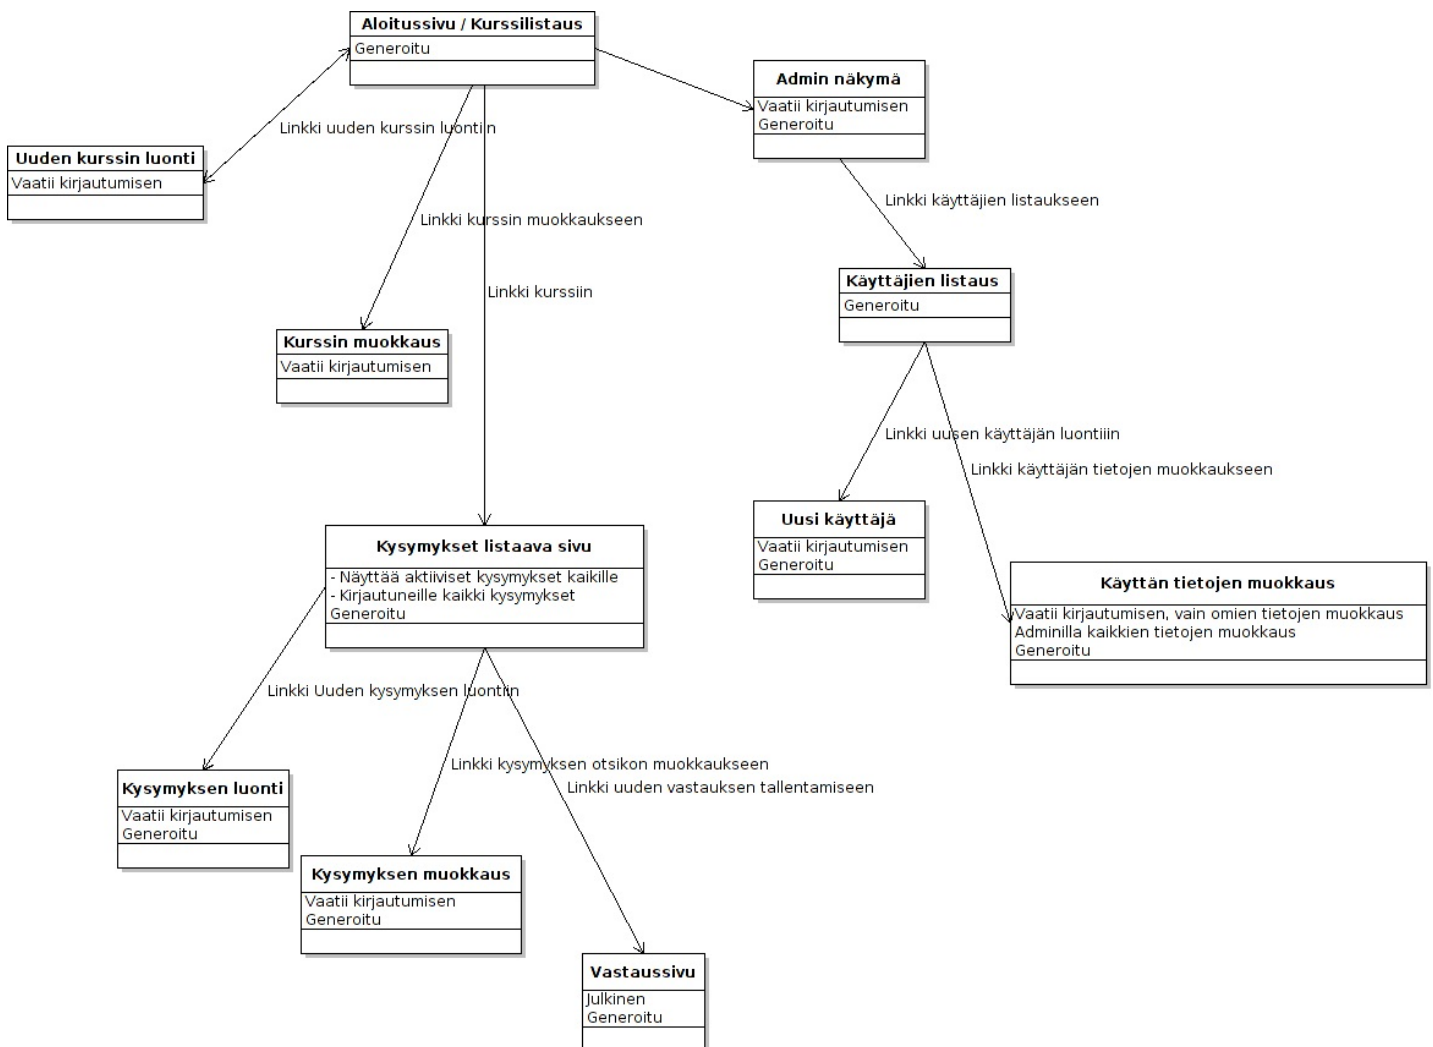 Aloitussivu / Kurssilistaus
Generoitu
Admin näkymä
Vaatii kirjautumisen
Generoitu
Linkki uuden kurssin luontiin
Uuden kurssin luonti
Vaatii kirjautumisen
Linkki käyttäjien listaukseen
Linkki kurssin muokkaukseen
Käyttäjien listaus
Generoitu
Linkki kurssiin
Kurssin muokkaus
Vaatii kirjautumisen
Linkki uusen käyttäjän luontiiin
Linkki käyttäjän tietojen muokkaukseen
Uusi käyttäjä
Vaatii kirjautumisen
Generoitu
Kysymykset listaava sivu
- Näyttää aktiiviset kysymykset kaikille
- Kirjautuneille kaikki kysymykset
Generoitu
Käyttän tietojen muokkaus
Vaatii kirjautumisen, vain omien tietojen muokkaus
Adminilla kaikkien tietojen muokkaus
Generoitu
Linkki Uuden kysymyksen luontiin
Linkki kysymyksen otsikon muokkaukseen
Linkki uuden vastauksen tallentamiseen
Kysymyksen luonti
Vaatii kirjautumisen
Generoitu
Kysymyksen muokkaus
Vaatii kirjautumisen
Generoitu
Vastaussivu
Julkinen
Generoitu